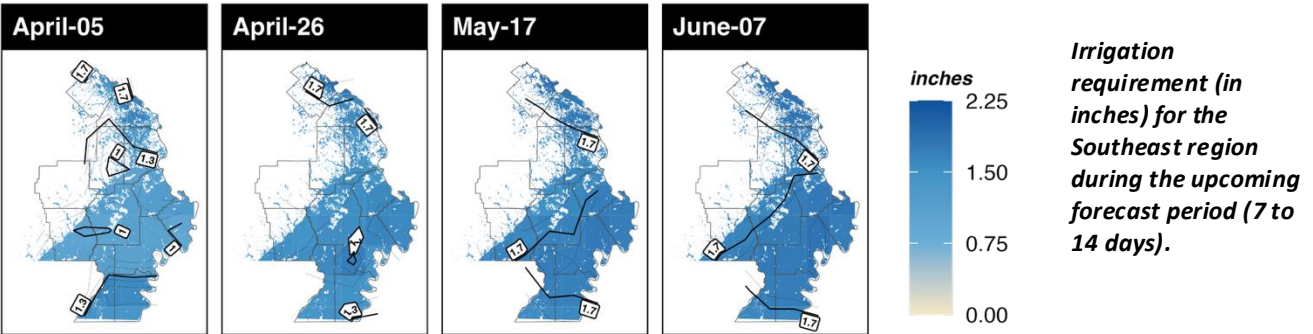 April-05
April-26
May-17
June-07
1.7
1.7
1
1.3
1
1
1.3
1.7
1.7
1
1.3
1.7
1.7
1.7
1.7
1.7
1.7
inches
2.25
1.50
0.75
0.00
Irrigation
requirement (in
inches) for the
Southeast region
during the upcoming
forecast period (7 to
14 days).